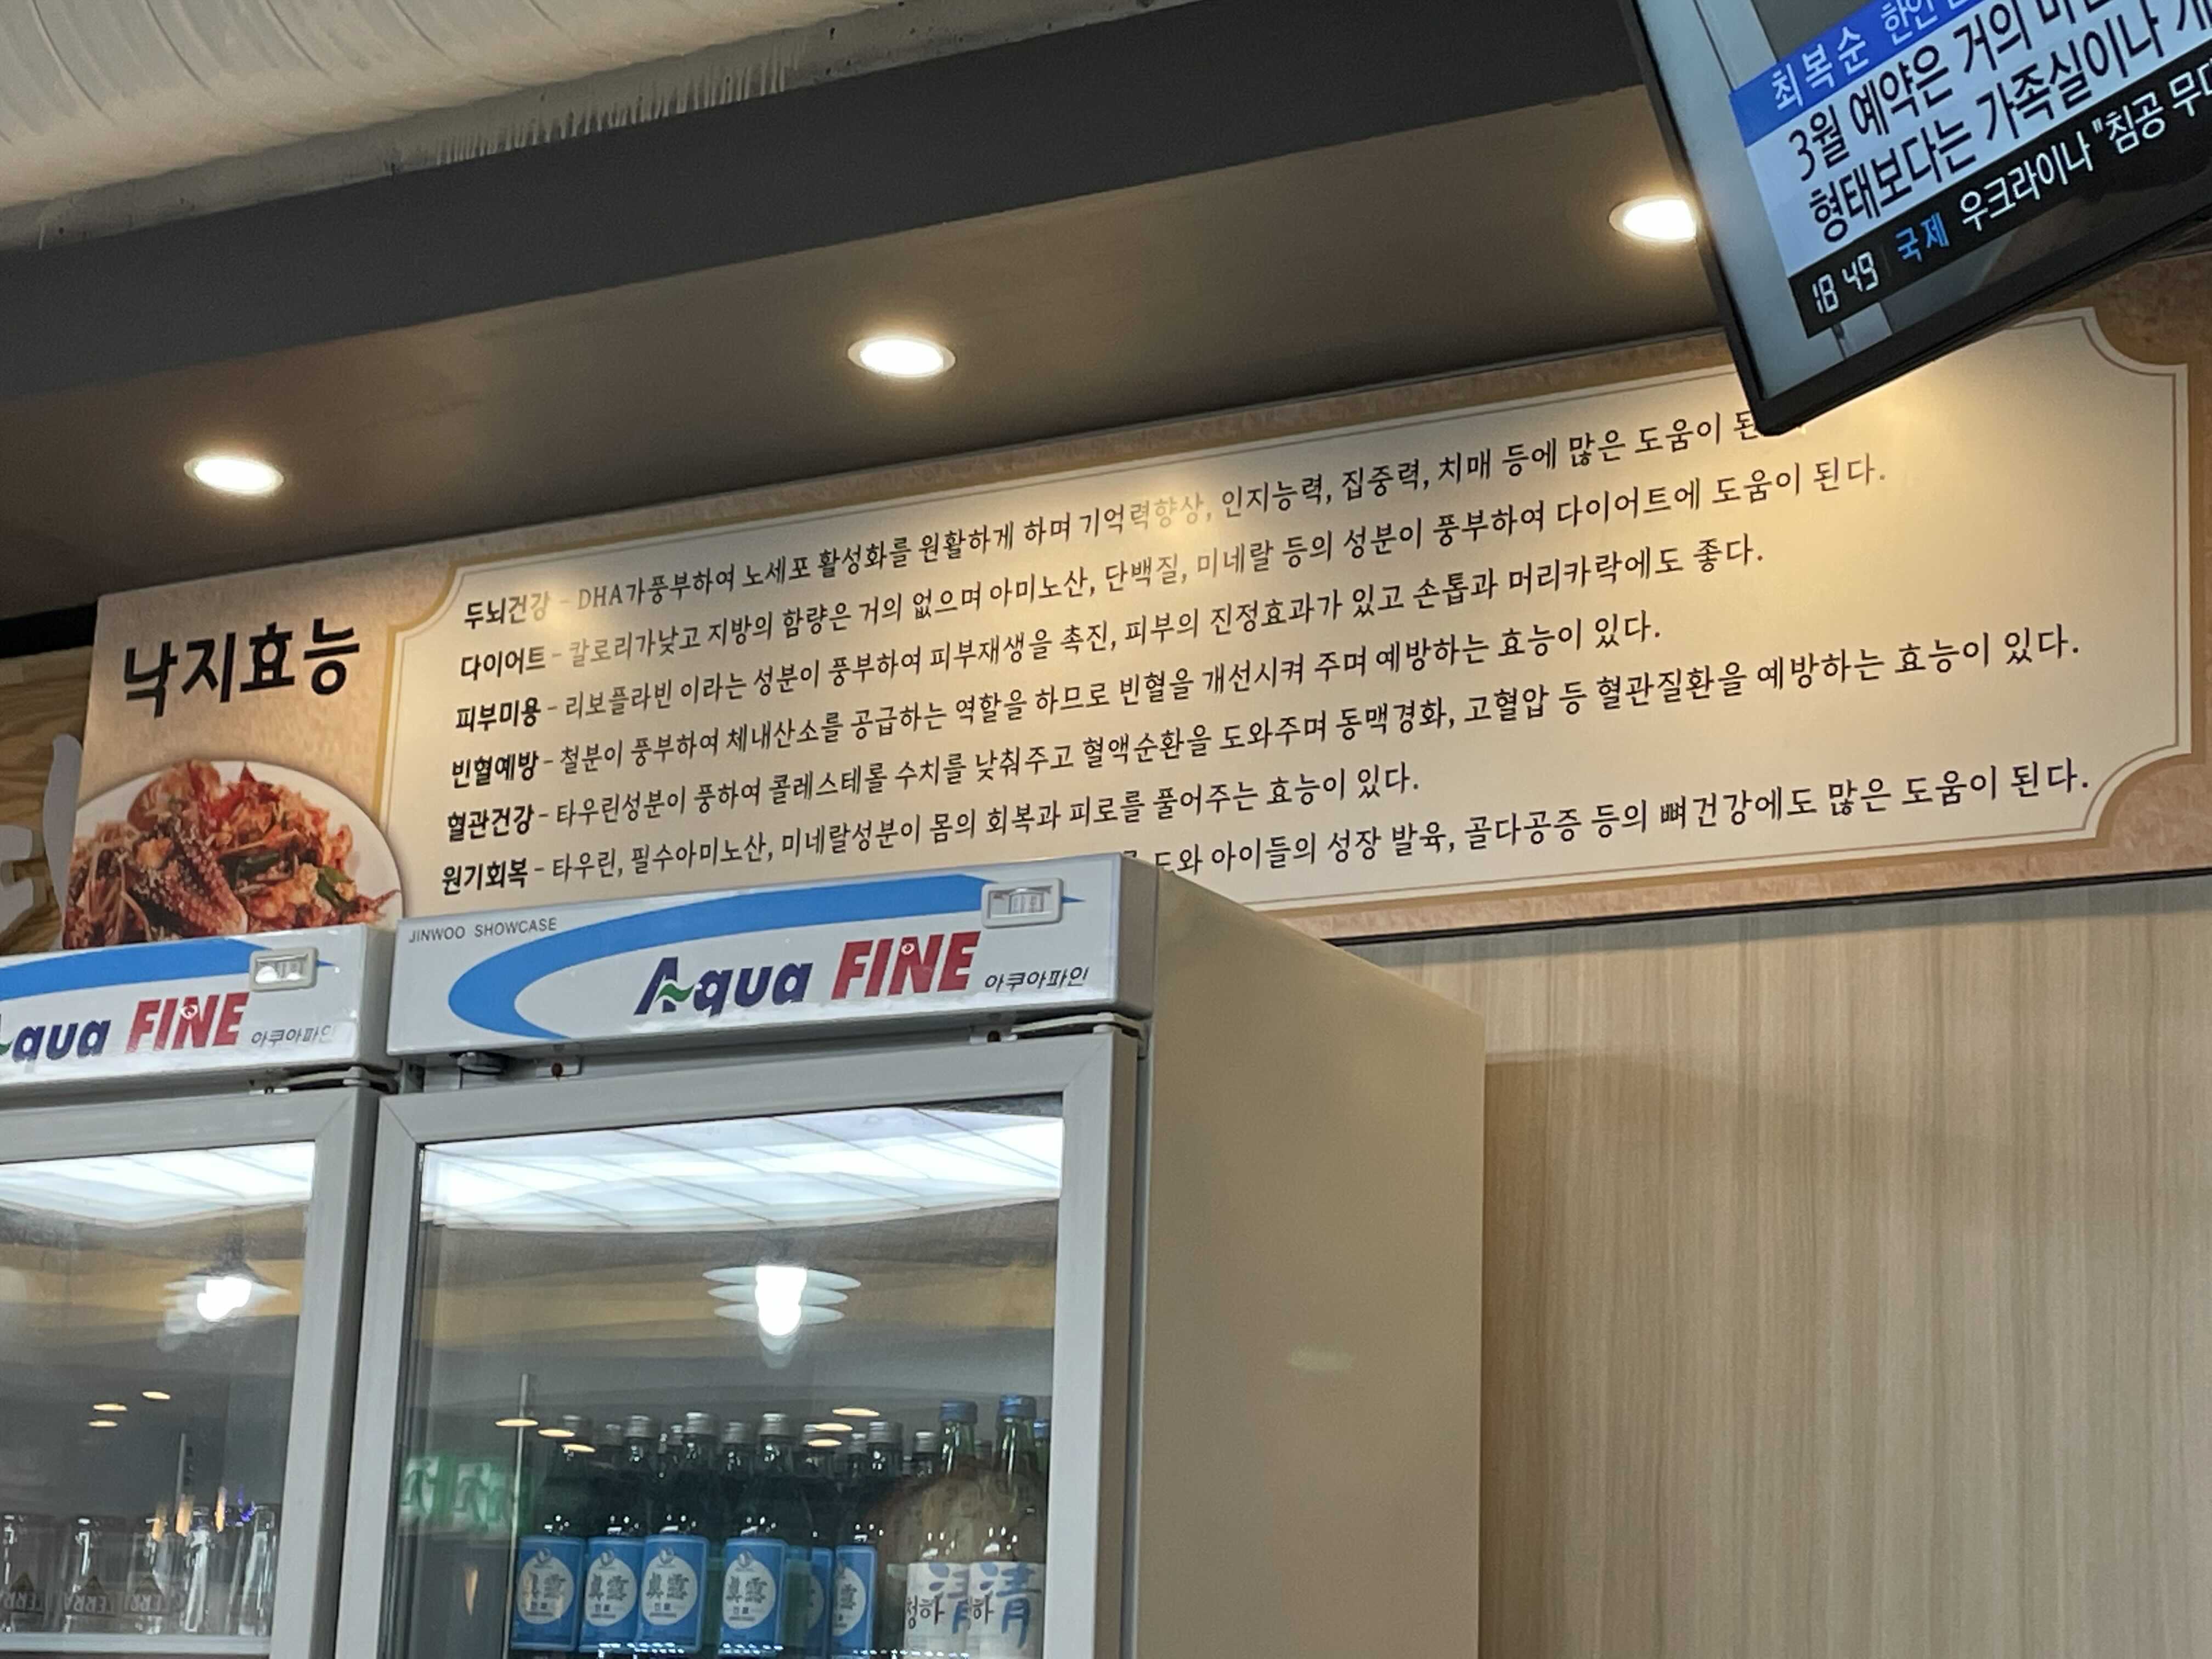 최복순 한인
3월 예약은 거의
형태보다는 가족실이나
18 49 국제 우크라이나 "침공
낙지효능
두뇌건강 - DHA가풍부하여 노세포 활성화를 원활하게 하며 기억력향상, 인지능력, 집중력, 치매 등에 많은 도움이 된
다이어트 - 칼로리가낮고 지방의 함량은 거의 없으며 아미노산, 단백질, 미네랄 등의 성분이 풍부하여 다이어트에 도움이 된다.
피부미용 - 리보플라빈 이라는 성분이 풍부하여 피부재생을 촉진, 피부의 진정효과가 있고 손톱과 머리카락에도 좋다.
빈혈예방 - 철분이 풍부하여 체내산소를 공급하는 역할을 하므로 빈혈을 개선시켜 주며 예방하는 효능이 있다.
혈관건강 - 타우린성분이 풍하여 콜레스테롤 수치를 낮춰주고 혈액순환을 도와주며 동맥경화, 고혈압 등 혈관질환을 예방하는 효능이 있다.
원기회복 - 타우린, 필수아미노산, 미네랄성분이 몸의 회복과 피로를 풀어주는 효능이 있다.
도와 아이들의 성장 발육, 골다공증 등의 뼈건강에도 많은 도움이 된다.
JINWOO SHOWCASE
Aqua FINE 아쿠아파인
qua FINE 아쿠아파인
眞露
眞露
眞露
眞露
청하 淸
하 淸
TERRA